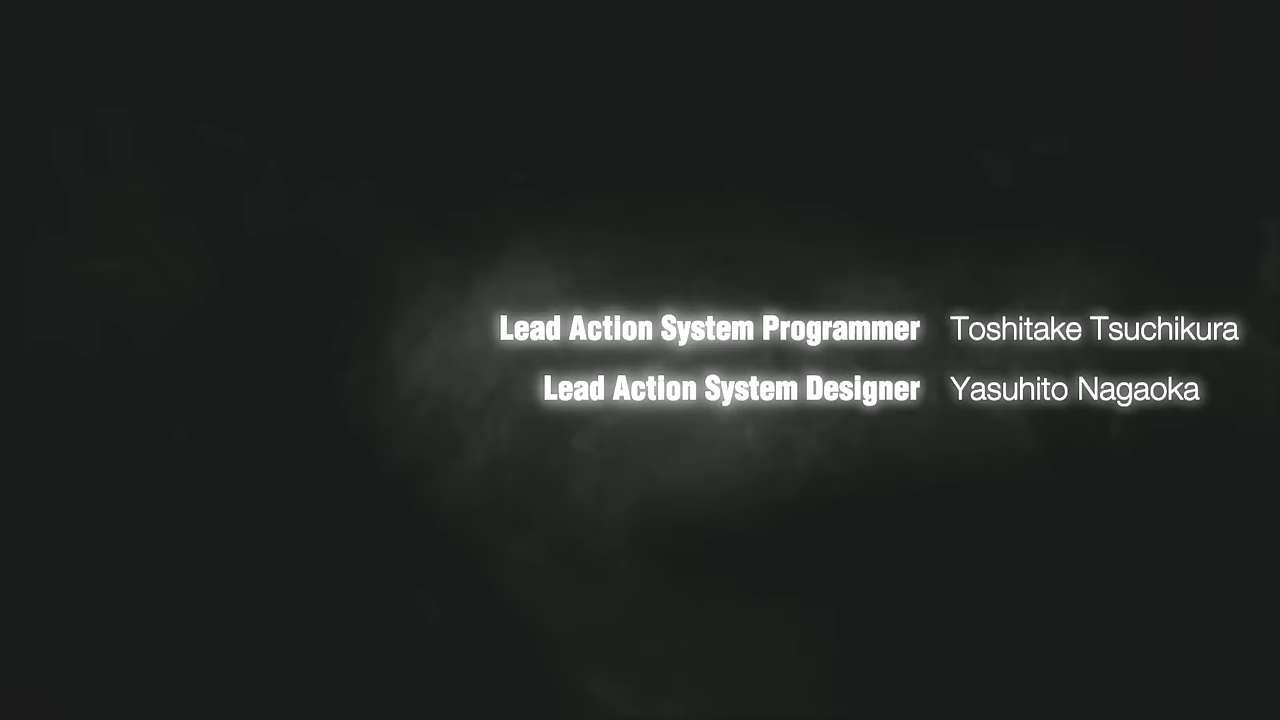 Lead Action System Programmer Toshitake Tsuchikura
Lead Action System Designer Yasuhito Nagaoka